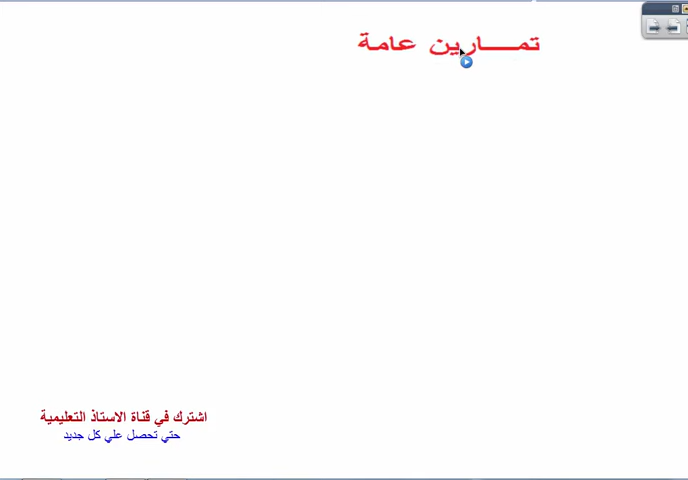 تمـــارين عامة
اشترك في قناة الاستاذ التعليمية
حتي تحصل علي كل جديد